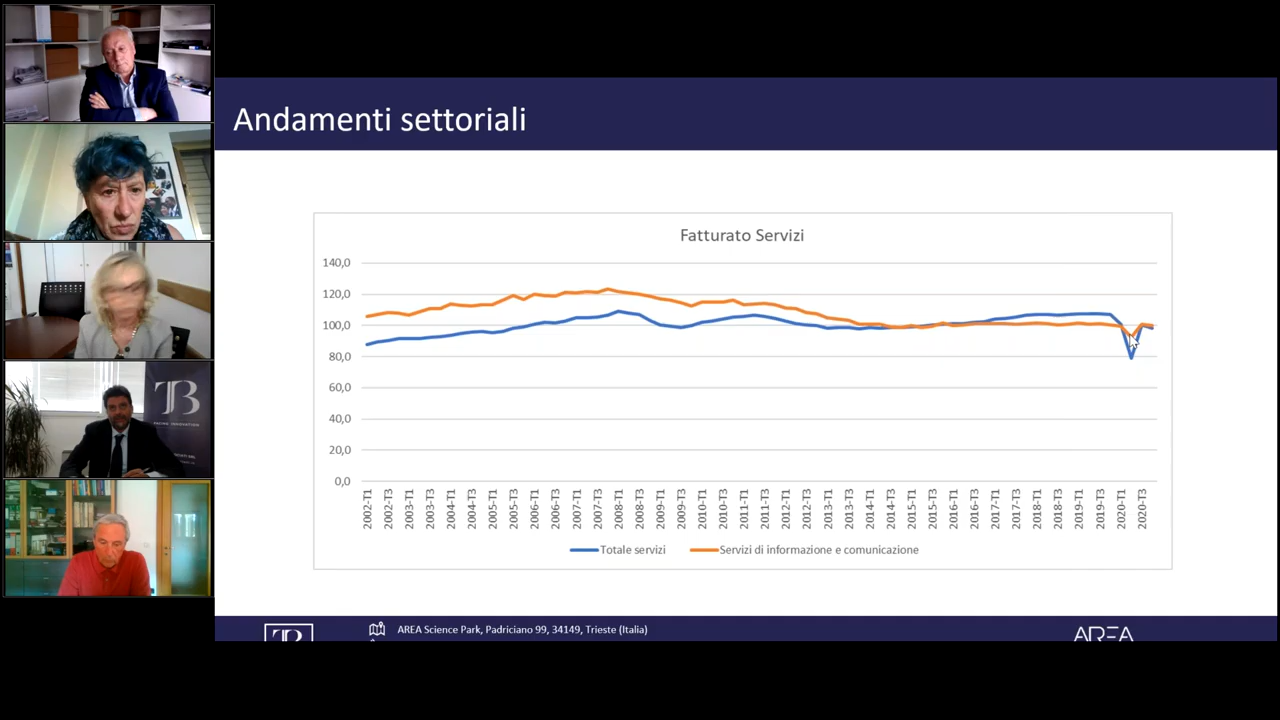 Andamenti settoriali
Fatturato Servizi
140,0
120,0
100,0
80,0
60,0
40,0
20,0
0,0
2002-T1
2002-T3
2003-T1
2003-T3
2004-T1
2004-T3
2005-T1
2005-T3
2006-T1
2006-T3
2007-T1
2007-T3
2008-T1
2008-T3
2009-T1
2009-T3
2010-T1
2010-T3
2011-T1
2011-T3
2012-T1
2012-T3
2013-T1
2013-T3
2014-T1
2014-T3
2015-T1
2015-T3
2016-T1
2016-T3
2017-T1
2017-T3
2018-T1
2018-T3
2019-T1
2019-T3
2020-T1
2020-T3
Totale servizi
Servizi di informazione e comunicazione
AREA Science Park, Padriciano 99, 34149, Trieste (Italia)
AREA
TB